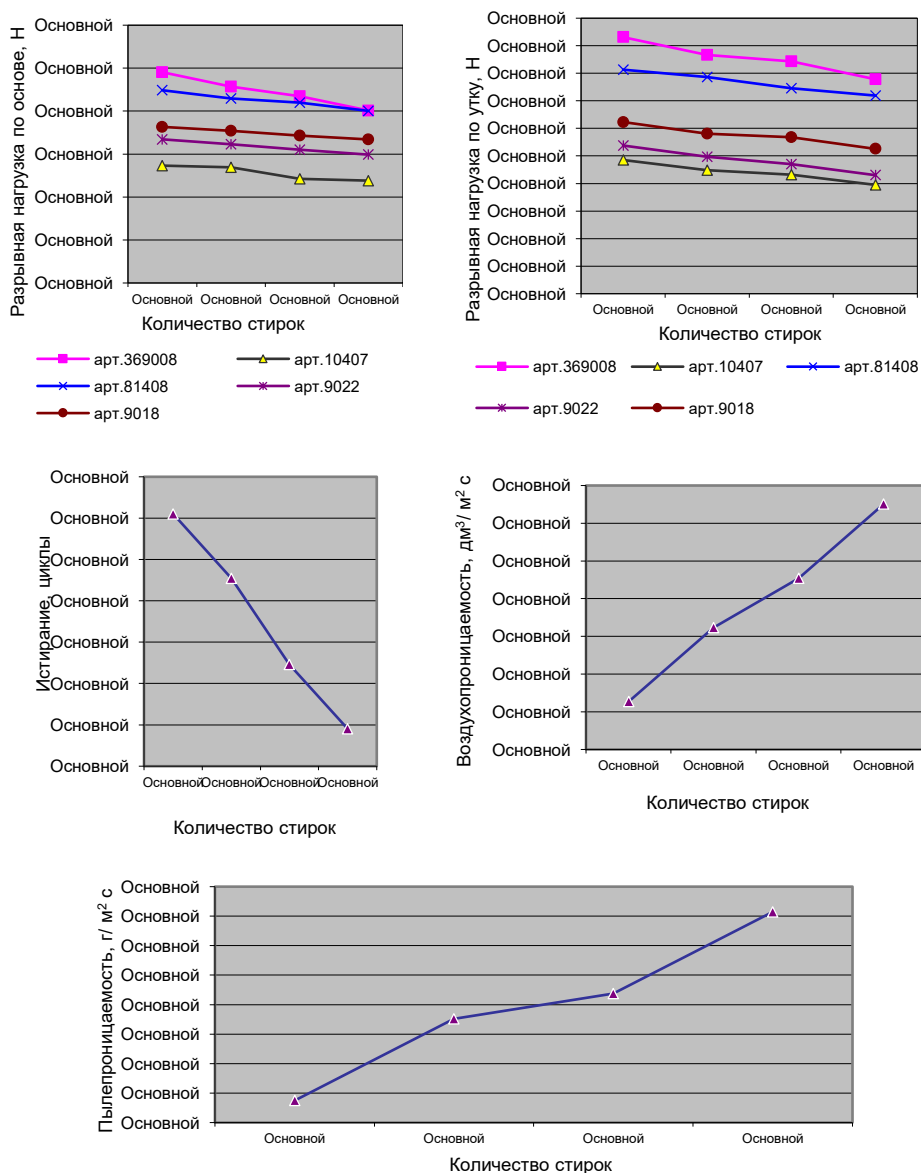 Разрывная нагрузка по основе, Н
Основной
Основной
Основной
Основной
Основной
Основной
Основной
Основной Основной Основной Основной
Количество стирок
арт.369008 арт.10407
арт.81408 арт.9022
арт.9018
Разрывная нагрузка по утку, Н
Основной
Основной
Основной
Основной
Основной
Основной
Основной
Основной
Основной
Основной
Основной
Основной Основной Основной Основной
Количество стирок
арт.369008 арт.10407 арт.81408
арт.9022 арт.9018
Истирание, циклы
Основной
Основной
Основной
Основной
Основной
Основной
Основной
Основной
Основной Основной Основной Основной
Количество стирок
Воздухопроницаемость, дм³/ м² с
Основной
Основной
Основной
Основной
Основной
Основной
Основной
Основной
Основной Основной Основной Основной
Количество стирок
Пылепроницаемость, г/ м² с
Основной
Основной
Основной
Основной
Основной
Основной
Основной
Основной
Основной
Основной Основной Основной Основной
Количество стирок